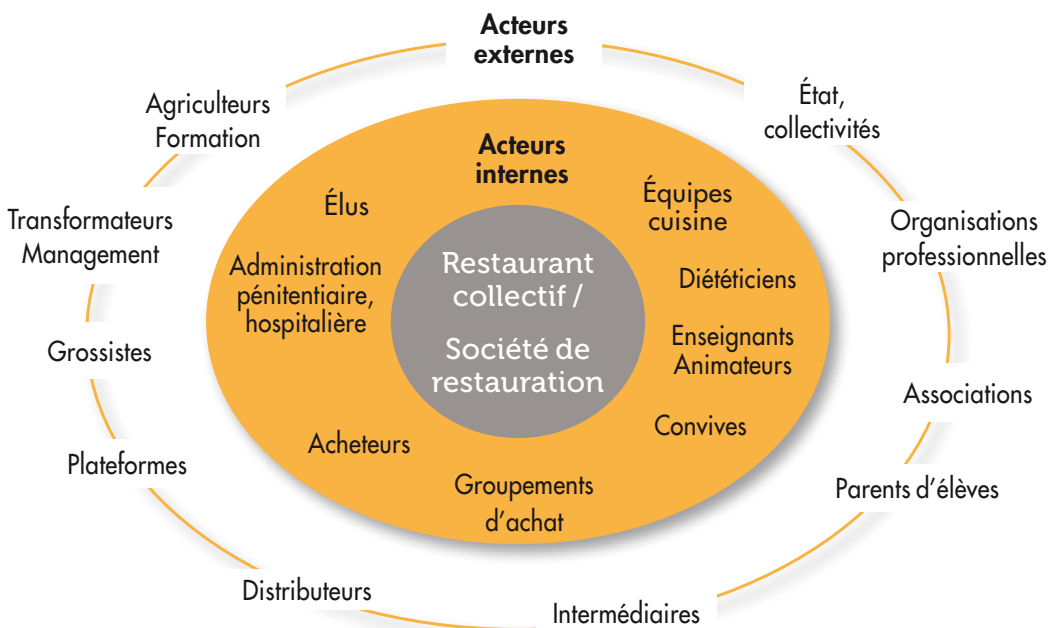 Acteurs
externes
Agriculteurs
Formation
État,
collectivités
Transformateurs
Management
Organisations
professionnelles
Grossistes
Associations
Plateformes
Parents d’élèves
Distributeurs
Intermédiaires
Acteurs
internes
Élus
Équipes
cuisine
Administration
pénitentiaire,
hospitalière
Diététiciens
Enseignants
Animateurs
Convives
Acheteurs
Groupements
d’achat
Restaurant
collectif /
Société de
restauration